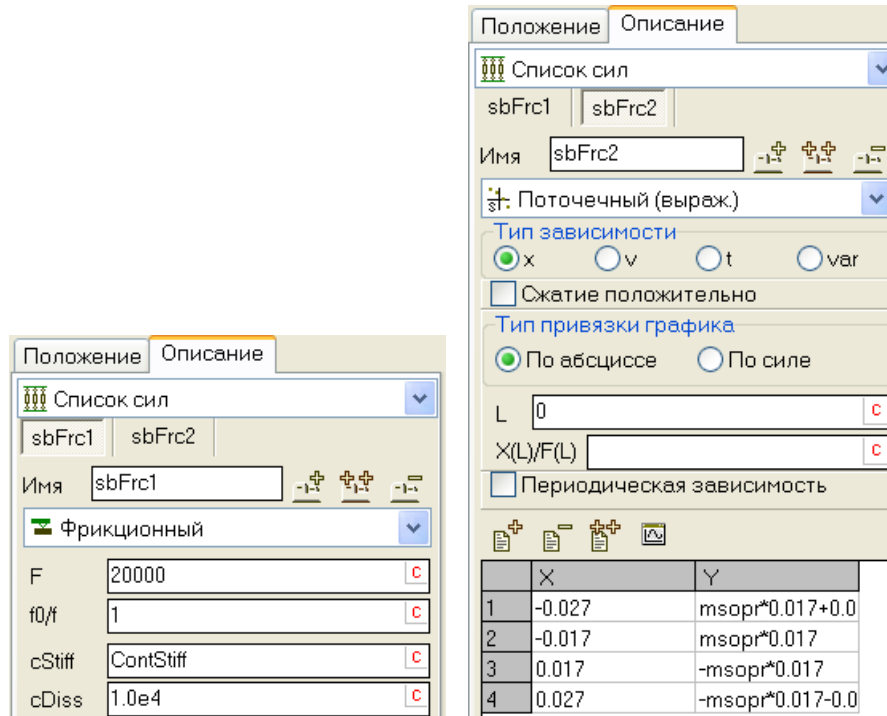 Положение Описание
Список сил
sbFrc1 sbFrc2
Имя sbFrc1
Фрикционный
F 20000 c
f0/f 1 c
cStiff ContStiff c
cDiss 1.0e4 c
Положение Описание
Список сил
sbFrc1 sbFrc2
Имя sbFrc2
Поточечный (выраж.)
Тип зависимости
x v t var
Сжатие положительно
Тип привязки графика
По абсциссе По силе
L 0 c
X(L)/F(L) c
Периодическая зависимость
X Y
1 -0.027 msopr*0.017+0.0
2 -0.017 msopr*0.017
3 0.017 -msopr*0.017
4 0.027 -msopr*0.017-0.0